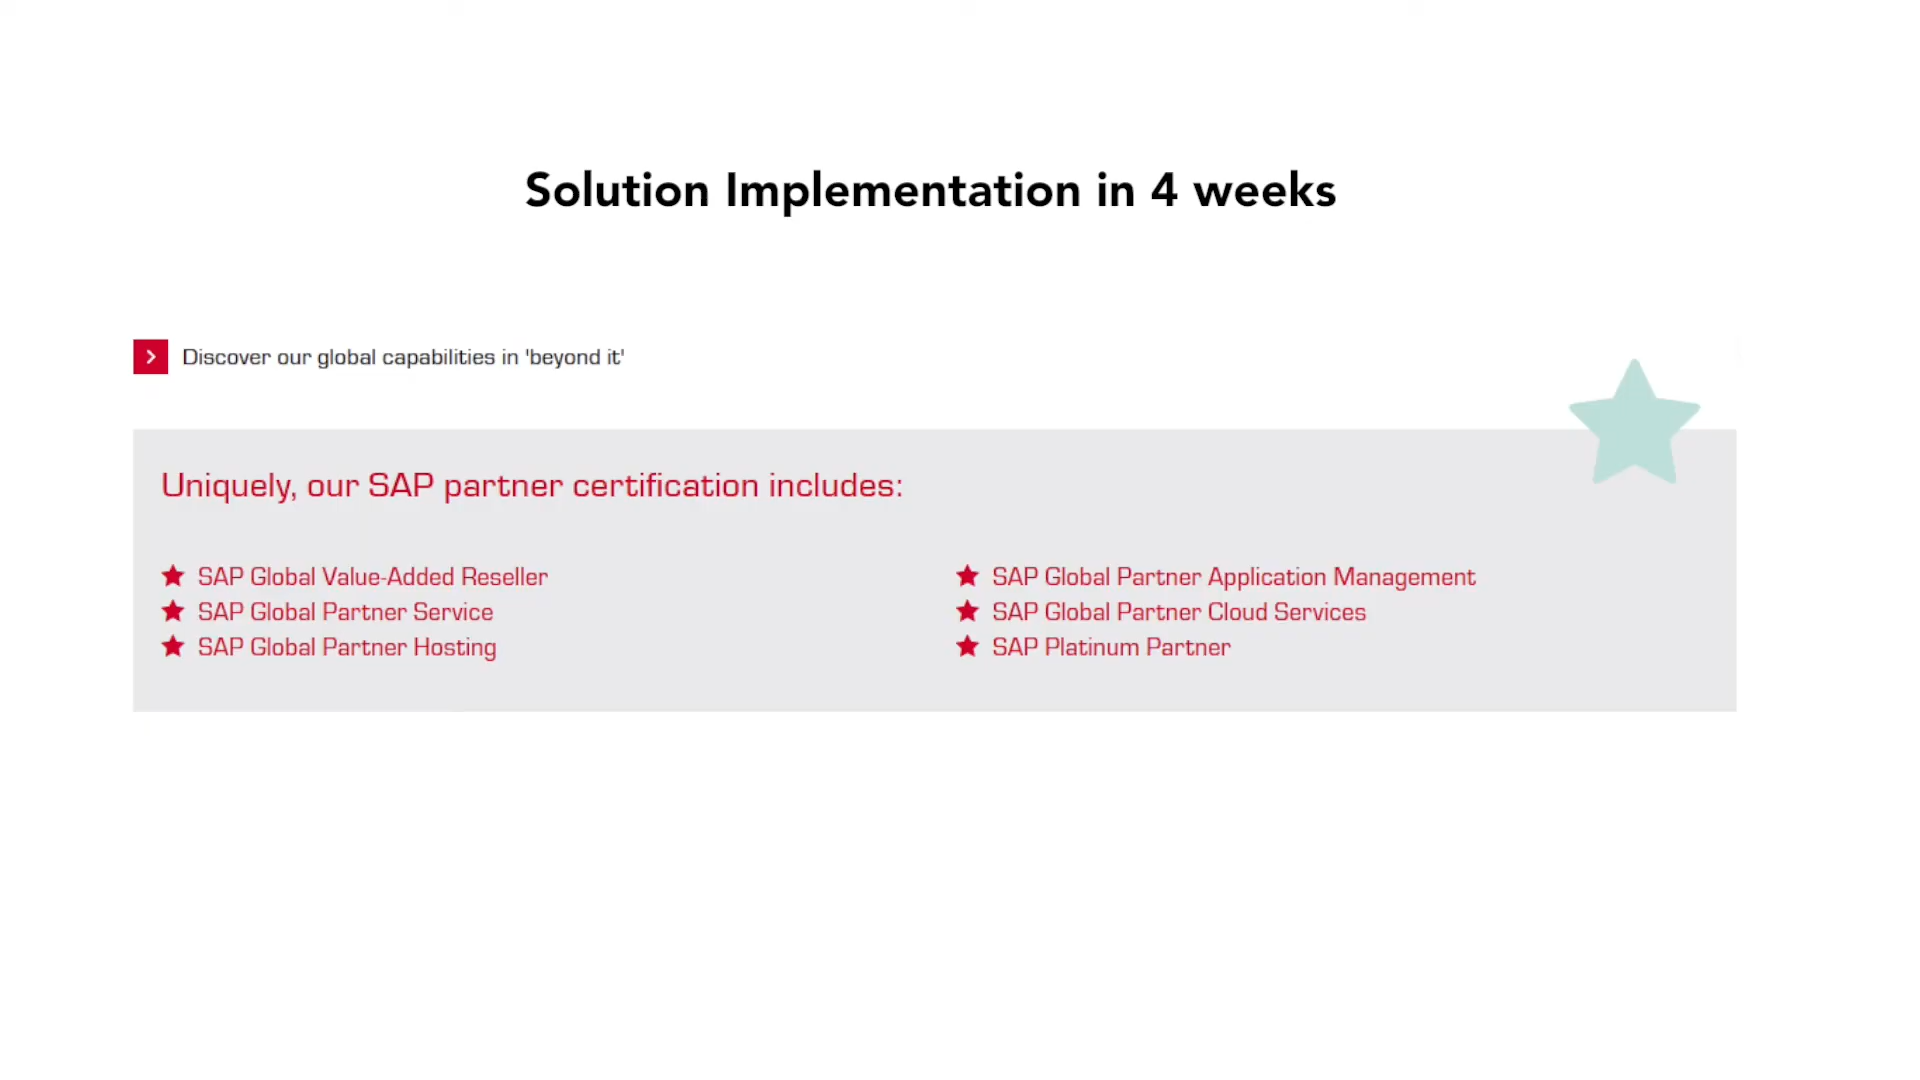 Solution Implementation in 4 weeks
Discover our global capabilities in 'beyond it'
Uniquely, our SAP partner certification includes:
SAP Global Value-Added Reseller
SAP Global Partner Service
SAP Global Partner Hosting
SAP Global Partner Application Management
SAP Global Partner Cloud Services
SAP Platinum Partner